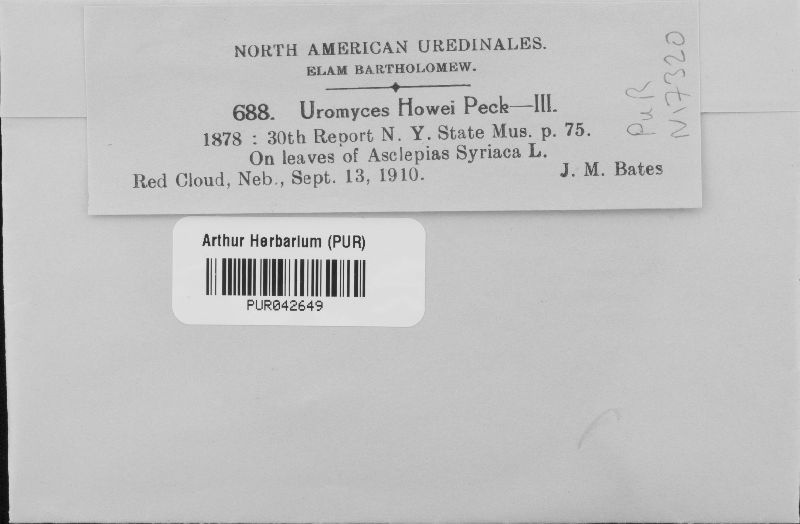 NORTH AMERICAN UREDINALES.
ELAM BARTHOLOMEW.
688. Uromyces Howei Peck—III.
1878 : 30th Report N. Y. State Mus. p. 75.
On leaves of Asclepias Syriaca L.
Red Cloud, Neb., Sept. 13, 1910. J. M. Bates
PuR
N17320
Arthur Herbarium (PUR)
PUR042649